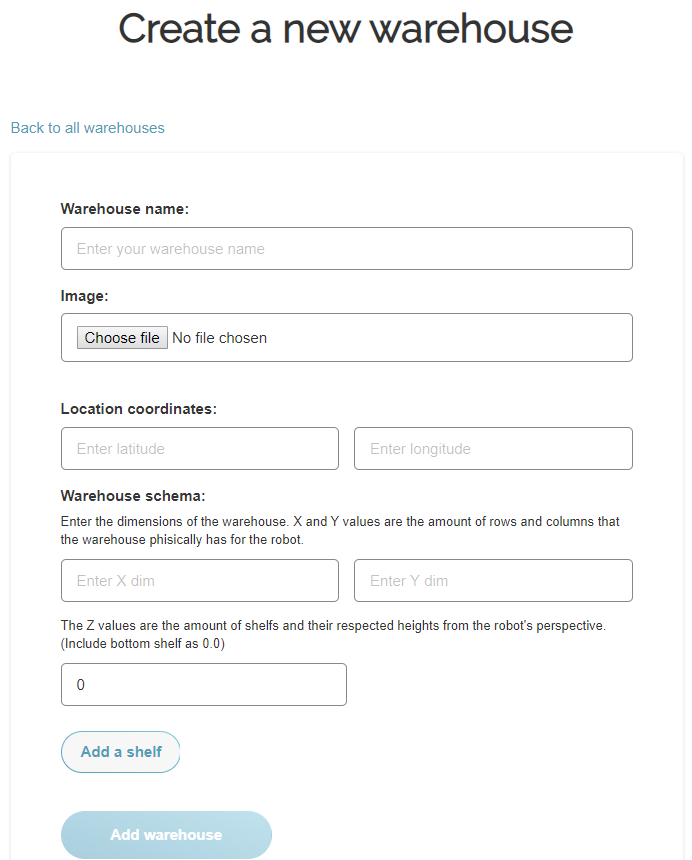 Create a new warehouse
Back to all warehouses
Warehouse name:
Enter your warehouse name
Image:
Choose file No file chosen
Location coordinates:
Enter latitude Enter longitude
Warehouse schema:
Enter the dimensions of the warehouse. X and Y values are the amount of rows and columns that
the warehouse phisically has for the robot.
Enter X dim Enter Y dim
The Z values are the amount of shelfs and their respected heights from the robot's perspective.
(Include bottom shelf as 0.0)
0
Add a shelf
Add warehouse